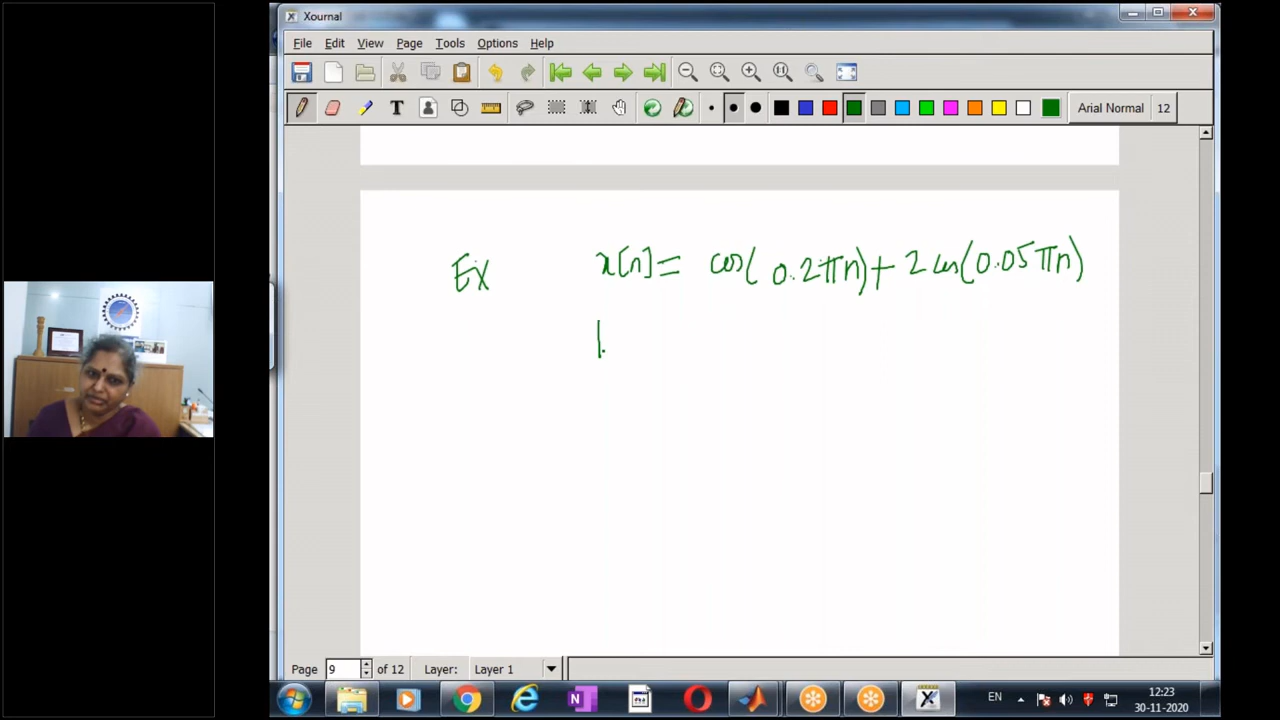 Xournal
File Edit View Page Tools Options Help
Arial Normal 12
EX x[n] = cos(0.2πn) + 2 cos(0.05πn)
Page 9 of 12 Layer: Layer 1
EN 12:23
30-11-2020